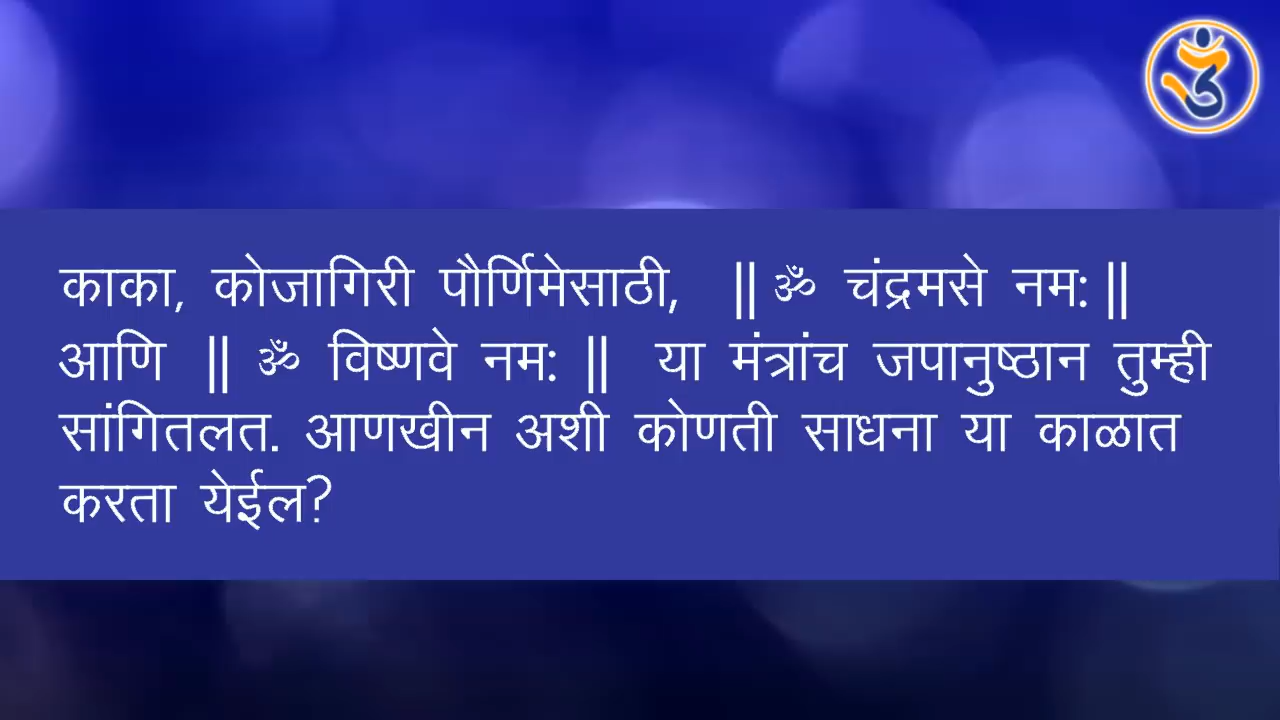 काका, कोजागिरी पौर्णिमेसाठी, || ॐ चंद्रमसे नमः ||
आणि || ॐ विष्णवे नमः || या मंत्रांच जपानुष्ठान तुम्ही
सांगितलत. आणखीन अशी कोणती साधना या काळात
करता येईल?